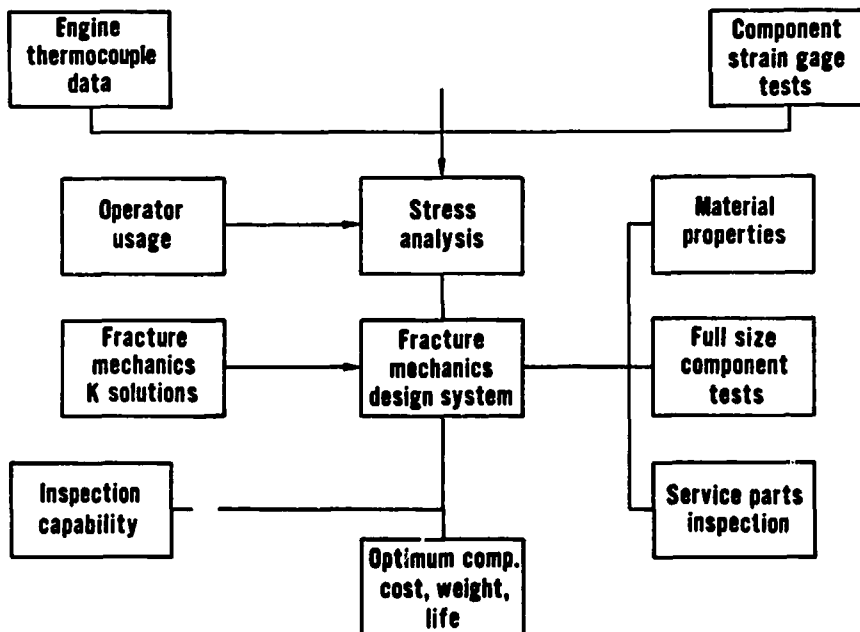 Engine
thermocouple
data
Component
strain gage
tests
Operator
usage
Stress
analysis
Material
properties
Fracture
mechanics
K solutions
Fracture
mechanics
design system
Full size
component
tests
Inspection
capability
Service parts
inspection
Optimum comp.
cost, weight,
life